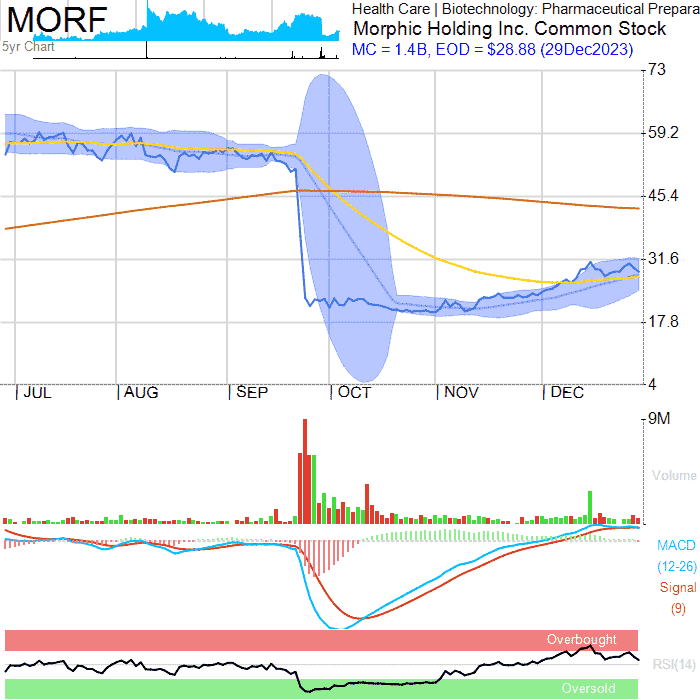 MORF
5yr Chart
Health Care | Biotechnology: Pharmaceutical Prepara
Morphic Holding Inc. Common Stock
MC = 1.4B, EOD = $28.88 (29Dec2023)
73
59.2
45.4
31.6
17.8
4
JUL AUG SEP OCT NOV DEC
9M
Volume
MACD
(12-26)
Signal
(9)
Overbought
RSI(14)
Oversold